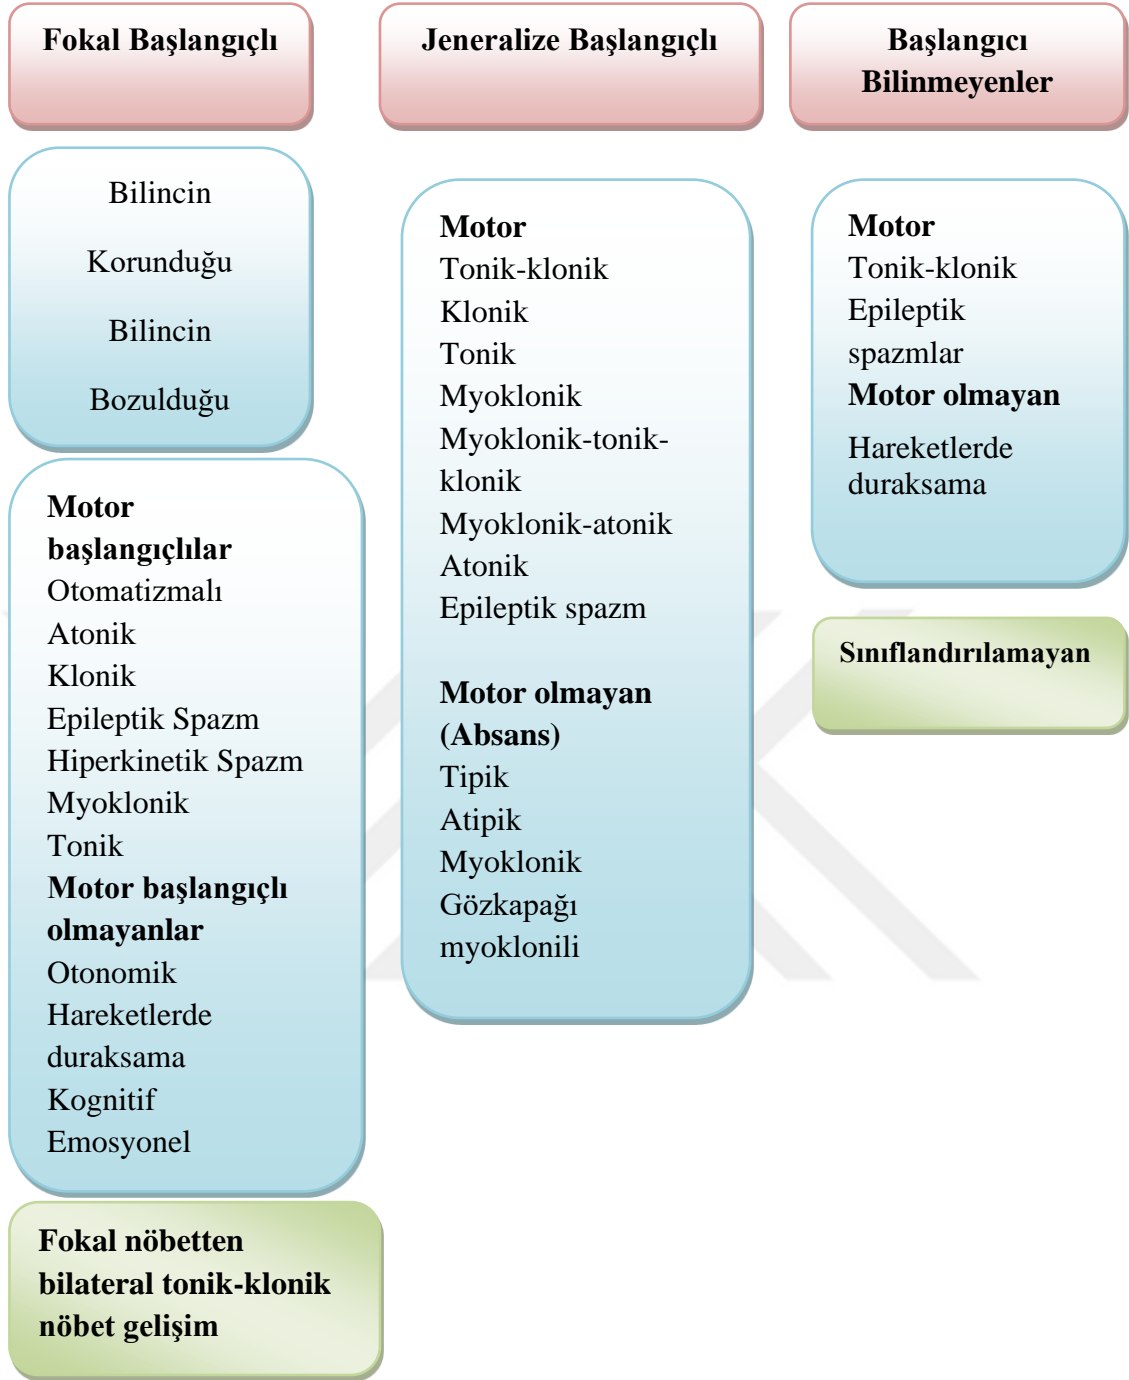 Fokal Başlangıçlı
Bilincin
Korunduğu
Bilincin
Bozulduğu
Motor
başlangıçlılar
Otomatizmalı
Atonik
Klonik
Epileptik Spazm
Hiperkinetik Spazm
Myoklonik
Tonik
Motor başlangıçlı
olmayanlar
Otonomik
Hareketlerde
duraksama
Kognitif
Emosyonel
Fokal nöbetten
bilateral tonik-klonik
nöbet gelişim
Jeneralize Başlangıçlı
Motor
Tonik-klonik
Klonik
Tonik
Myoklonik
Myoklonik-tonik-
klonik
Myoklonik-atonik
Atonik
Epileptik spazm
Motor olmayan
(Absans)
Tipik
Atipik
Myoklonik
Gözkapağı
myoklonili
Başlangıcı
Bilinmeyenler
Motor
Tonik-klonik
Epileptik
spazmlar
Motor olmayan
Hareketlerde
duraksama
Sınıflandırılamayan